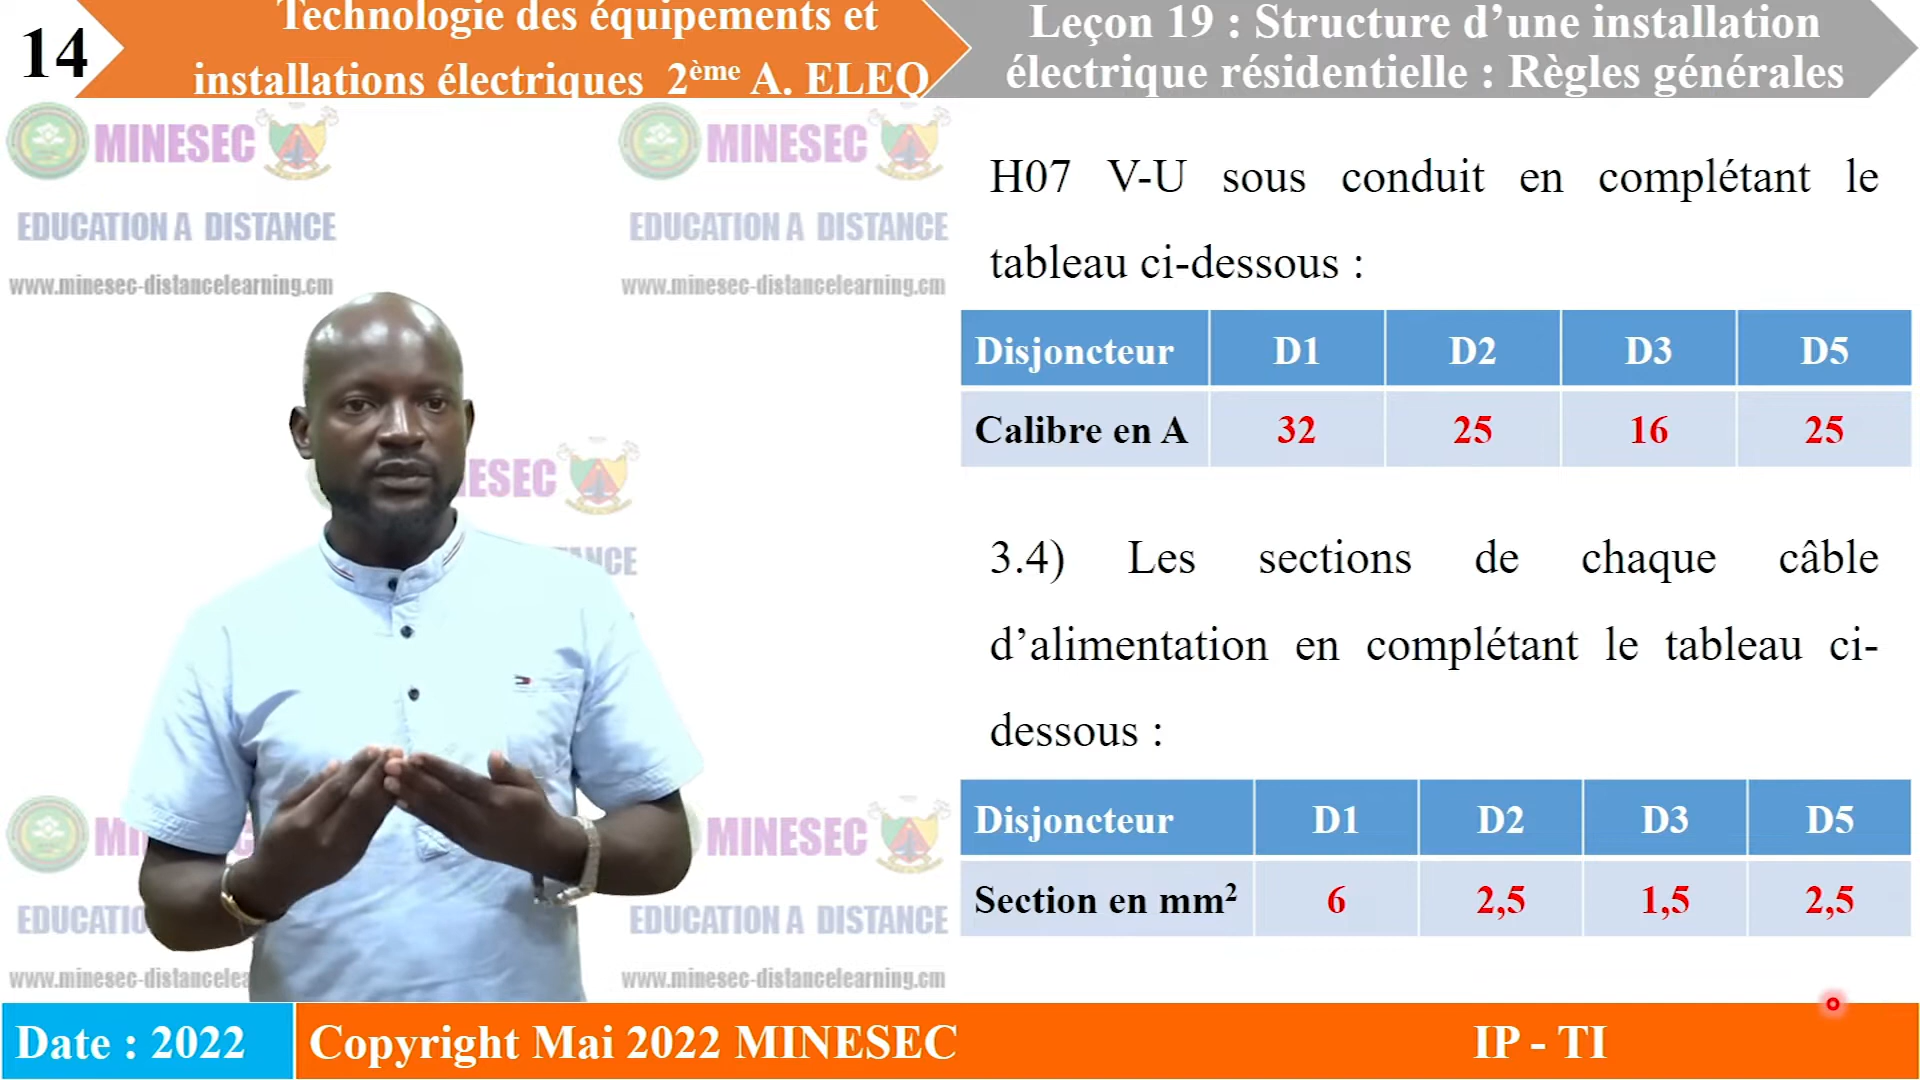 14
Technologie des équipements et
installations électriques 2ème A. ELEQ
Leçon 19 : Structure d’une installation
électrique résidentielle : Règles générales
MINESEC
EDUCATION A DISTANCE
www.minesec-distancelearning.cm
MINESEC
EDUCATION A DISTANCE
www.minesec-distancelearning.cm
ESEC
ANCE
MINESEC
EDUCATION A DISTANCE
www.minesec-distancelearning.cm
H07 V-U sous conduit en complétant le
tableau ci-dessous :
Disjoncteur D1 D2 D3 D5
Calibre en A 32 25 16 25
3.4) Les sections de chaque câble
d’alimentation en complétant le tableau ci-
dessous :
Disjoncteur D1 D2 D3 D5
Section en mm² 6 2,5 1,5 2,5
Date : 2022
Copyright Mai 2022 MINESEC
IP - TI